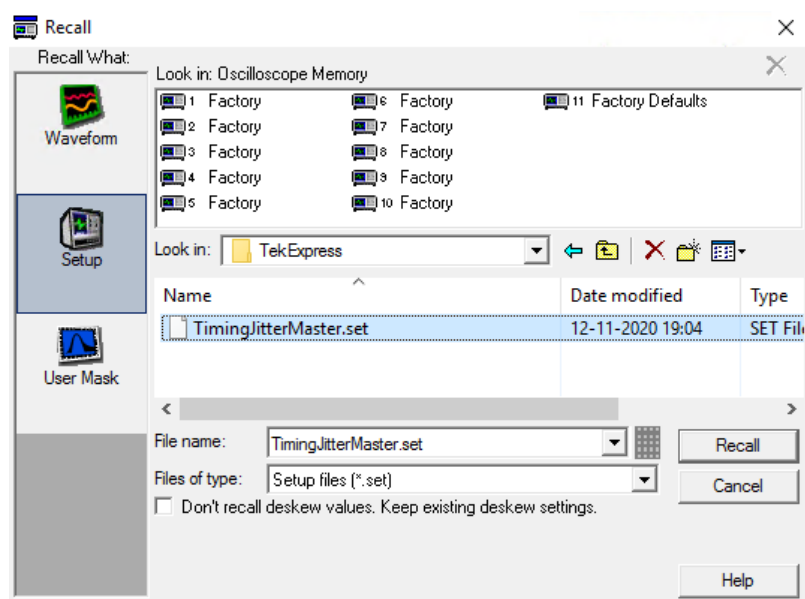 Recall
Recall What:
Waveform
Setup
User Mask
Look in: Oscilloscope Memory
1 Factory 6 Factory 11 Factory Defaults
2 Factory 7 Factory
3 Factory 8 Factory
4 Factory 9 Factory
5 Factory 10 Factory
Look in: TekExpress
Name Date modified Type
TimingJitterMaster.set 12-11-2020 19:04 SET File
File name: TimingJitterMaster.set Recall
Files of type: Setup files (*.set) Cancel
Don't recall deskew values. Keep existing deskew settings.
Help